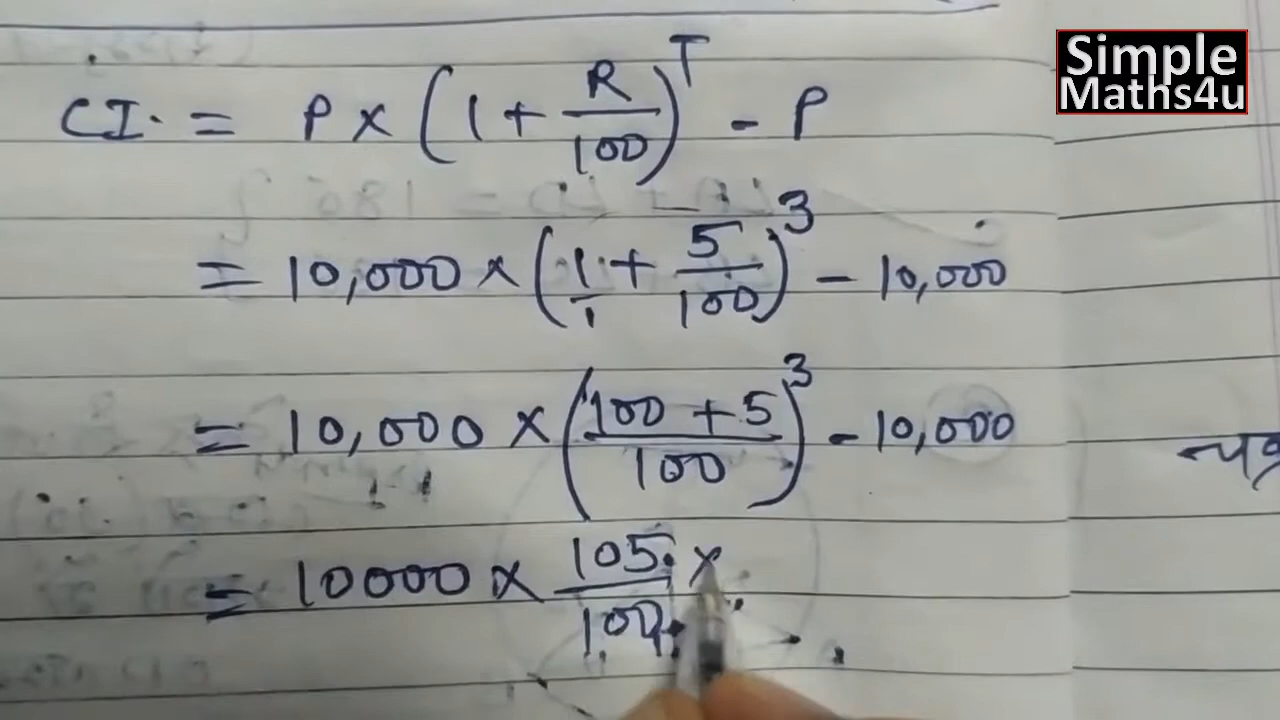 Simple
Maths4u
CI. = P × (1 + R/100)^T - P
= 10,000 × (1/1 + 5/100)^3 - 10,000
= 10,000 × (100 + 5/100)^3 - 10,000
= 10000 × 105/100 ×